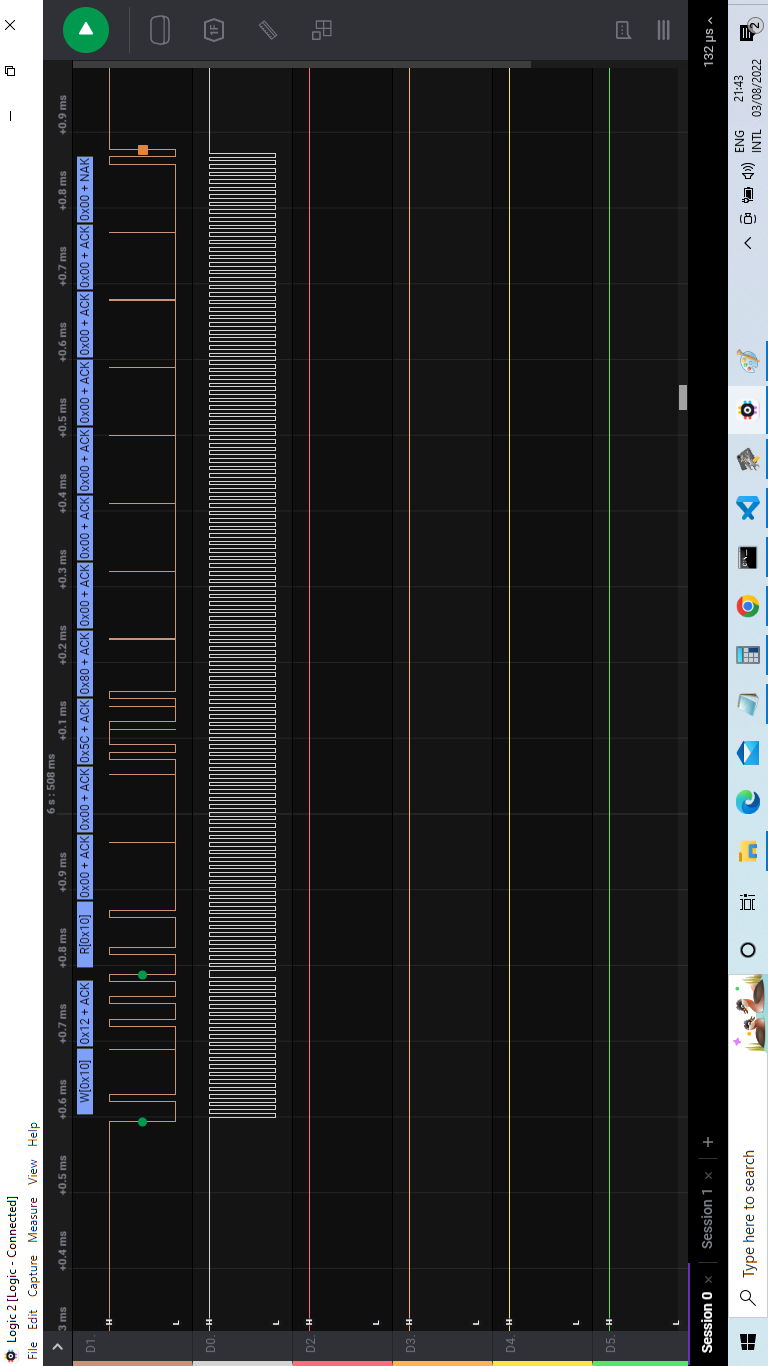 Logic 2 [Logic - Connected]
File Edit Capture Measure View Help
6 s : 508 ms
3 ms +0.4 ms +0.5 ms +0.6 ms +0.7 ms +0.8 ms +0.9 ms +0.1 ms +0.2 ms +0.3 ms +0.4 ms +0.5 ms +0.6 ms +0.7 ms +0.8 ms +0.9 ms
W[0x10] 0x12 + ACK R[0x10] 0x00 + ACK 0x00 + ACK 0x5C + ACK 0x80 + ACK 0x00 + ACK 0x00 + ACK 0x00 + ACK 0x00 + ACK 0x00 + ACK 0x00 + ACK 0x00 + NAK
D1.
H
L
D0.
H
L
D2.
H
L
D3.
H
L
D4.
H
L
D5.
H
L
1F
Session 0 × Session 1 × +
132 µs
Type here to search
ENG
INTL
21:43
03/08/2022
2